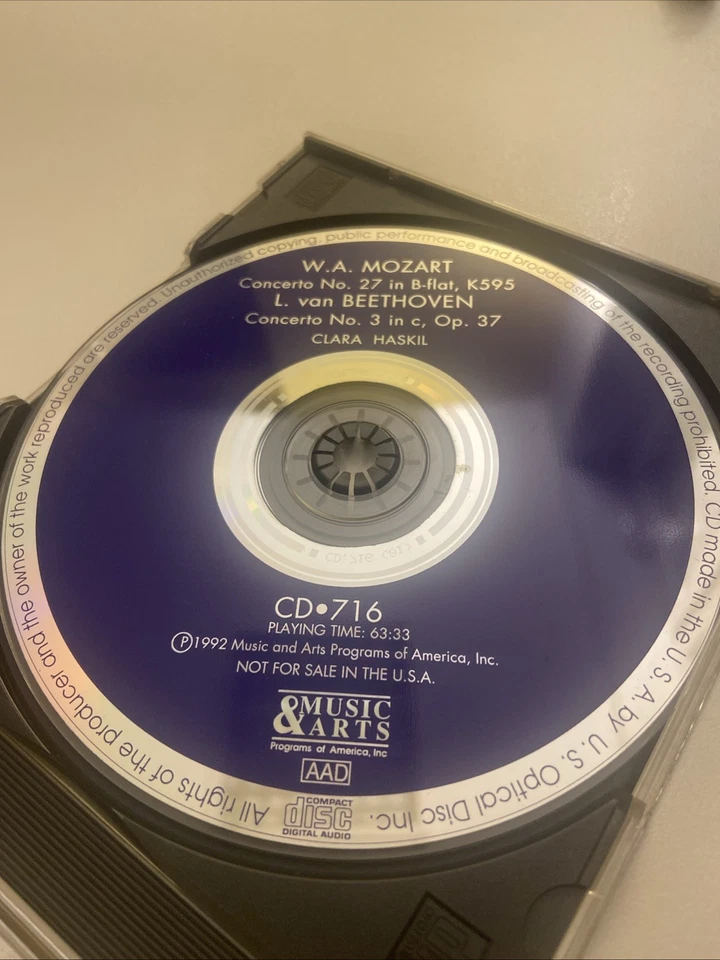 W.A. MOZART
Concerto No. 27 in B-flat, K595
L. van BEETHOVEN
Concerto No. 3 in c, Op. 37
CLARA HASKIL
CD•716
PLAYING TIME: 63:33
Ⓟ1992 Music and Arts Programs of America, Inc.
NOT FOR SALE IN THE U.S.A.
MUSIC
& ARTS
Programs of America, Inc
AAD
COMPACT
disc
DIGITAL AUDIO
All rights of the producer and the owner of the work reproduced are reserved. Unauthorized copying, public performance and broadcasting of the recording prohibited. CD made in the U.S.A. by U.S. Optical Disc Inc.